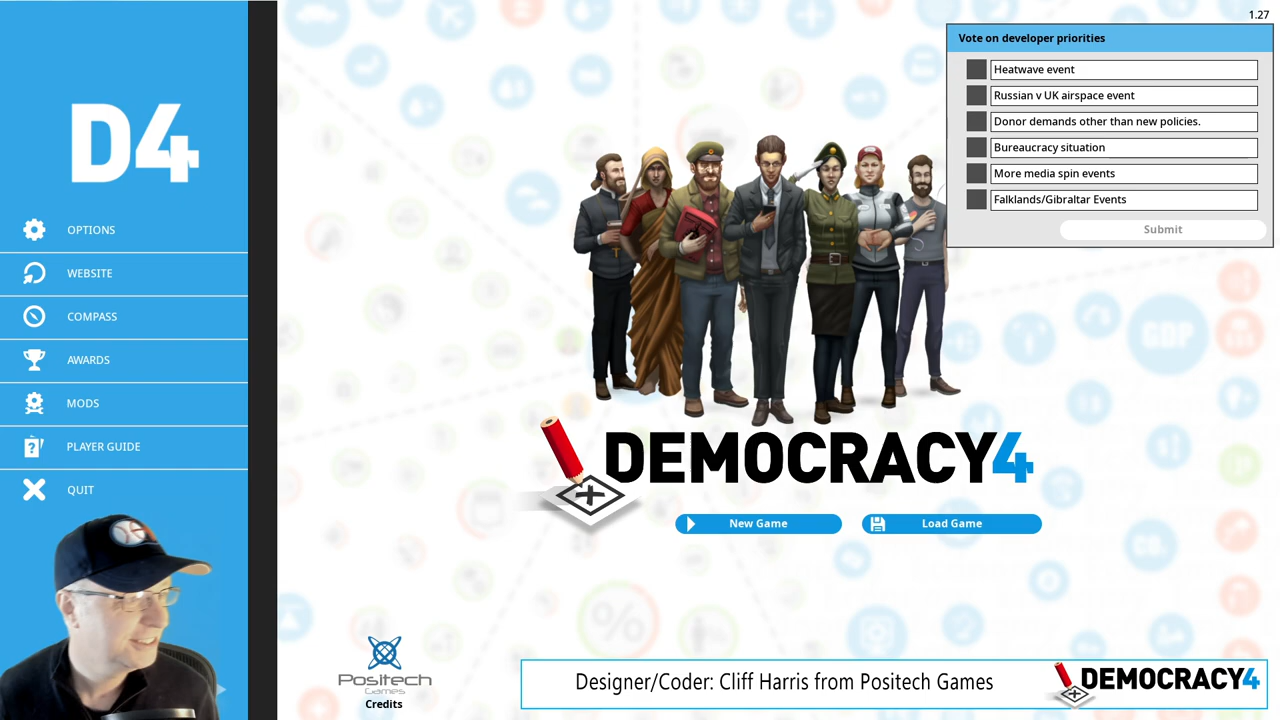 1.27
Vote on developer priorities
Heatwave event
Russian v UK airspace event
Donor demands other than new policies.
Bureaucracy situation
More media spin events
Falklands/Gibraltar Events
Submit
D4
OPTIONS
WEBSITE
COMPASS
AWARDS
MODS
PLAYER GUIDE
QUIT
GDP
DEMOCRACY4
New Game
Load Game
%
Positech
Games
Credits
Designer/Coder: Cliff Harris from Positech Games
DEMOCRACY4